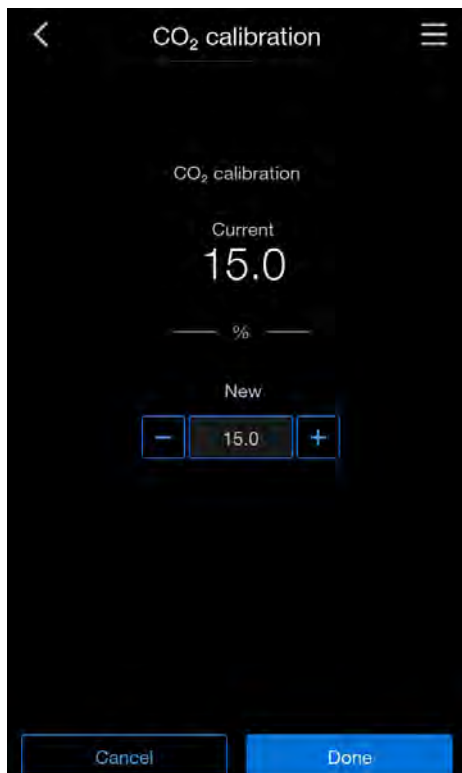 CO₂ calibration
CO₂ calibration
Current
15.0
%
New
− 15.0 +
Cancel Done